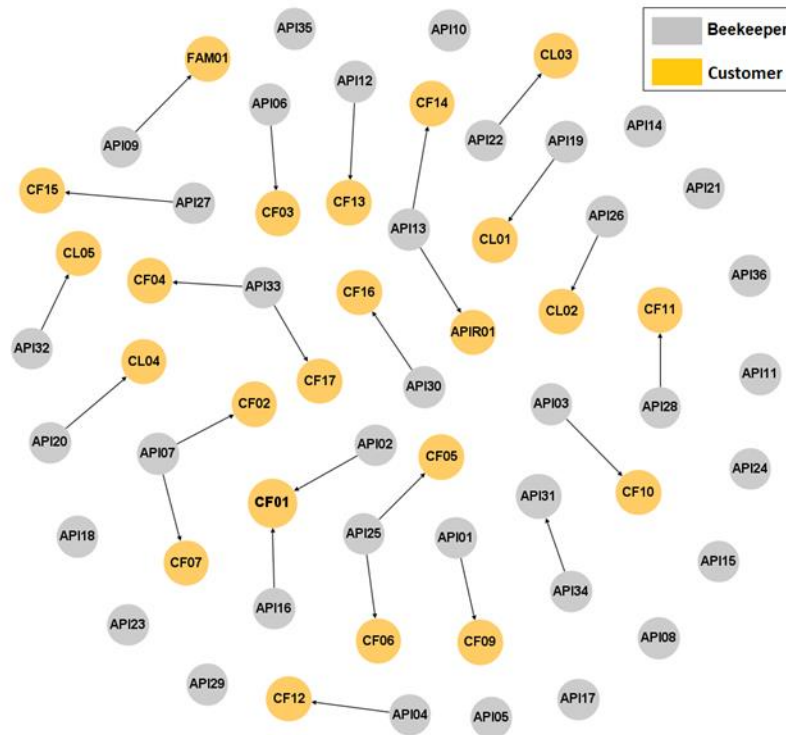 API35
API10
Beekeeper
Customer
FAM01
CL03
API12
API06
CF14
API14
API09
API22
API19
CF15
API27
CF03
CF13
API13
API21
API26
CL01
CL05
CF04
API33
CF16
API36
CL02
CF11
APIR01
API32
CL04
CF17
API30
API11
CF02
API03
API28
API20
API07
API02
CF05
API24
CF01
API31
CF10
API18
API25
API01
CF07
API15
API34
API16
API23
CF06
CF09
API08
API29
CF12
API04
API05
API17